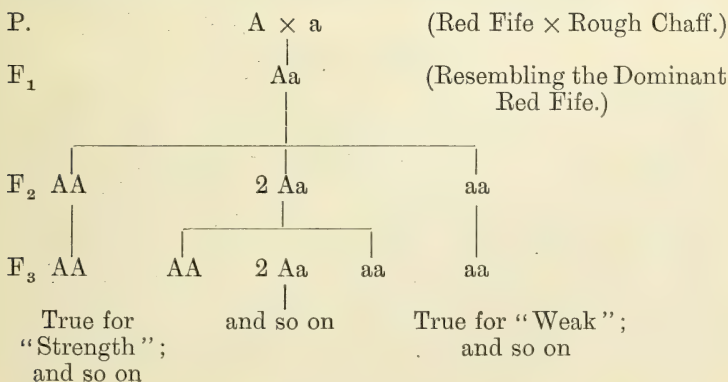 P. A × a (Red Fife × Rough Chaff.)
F₁ Aa (Resembling the Dominant
Red Fife.)
F₂ AA 2 Aa aa
F₃ AA AA 2 Aa aa aa
True for and so on True for “Weak”;
“Strength”; and so on
and so on